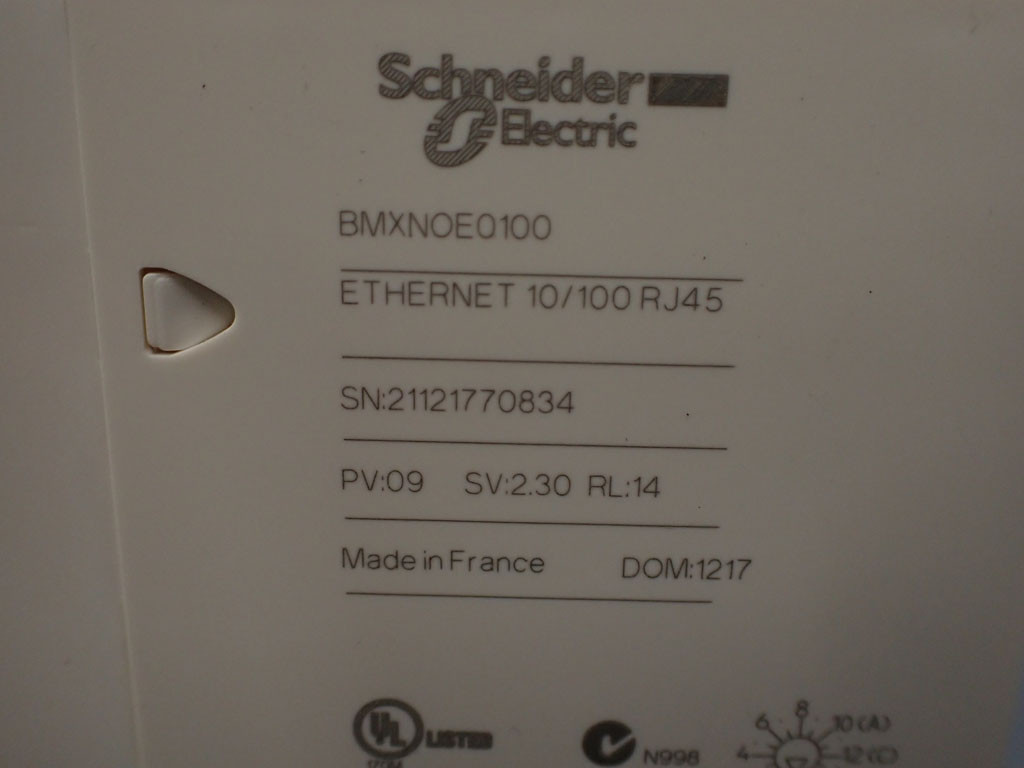 Schneider
Electric
BMXNOE0100
ETHERNET 10/100 RJ45
SN:21121770834
PV:09 SV:2.30 RL:14
Made in France DOM:1217
UL LISTED N998
6 8 10(A)
4 12(C)